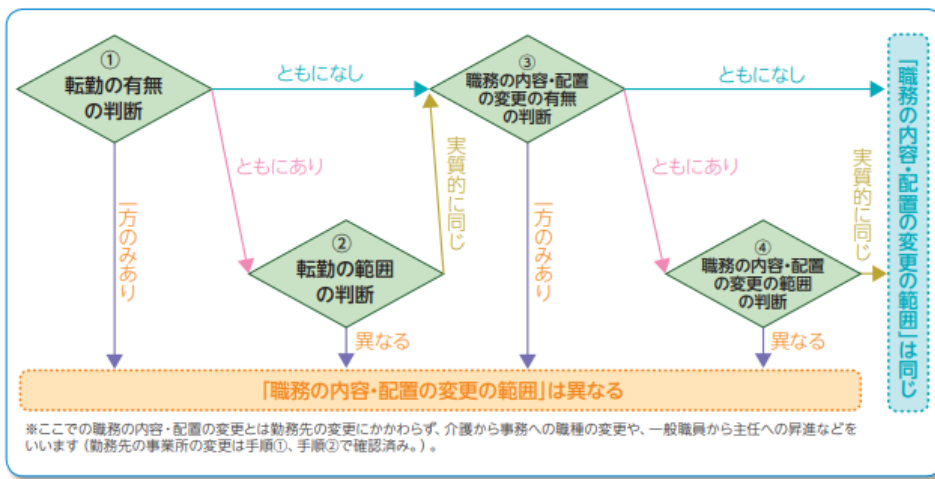 ①
転勤の有無
の判断
ともになし
③
職務の内容・配置
の変更の有無
の判断
ともになし
「職務の内容・配置の変更の範囲」は同じ
ともにあり
実質的に同じ
ともにあり
実質的に同じ
一方のみあり
②
転勤の範囲
の判断
一方のみあり
④
職務の内容・配置
の変更の範囲
の判断
異なる
異なる
「職務の内容・配置の変更の範囲」は異なる
※ここでの職務の内容・配置の変更とは勤務先の変更にかかわらず、介護から事務への職種の変更や、一般職員から主任への昇進などを
いいます（勤務先の事業所の変更は手順①、手順②で確認済み。）。